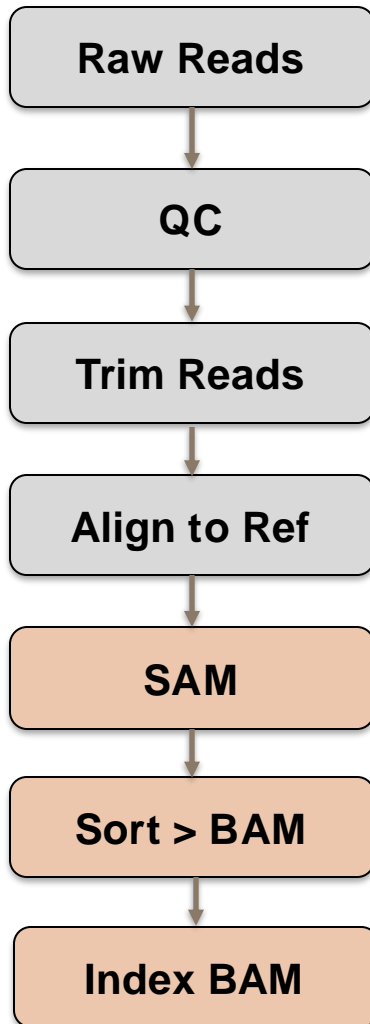 Raw Reads
QC
Trim Reads
Align to Ref
SAM
Sort > BAM
Index BAM